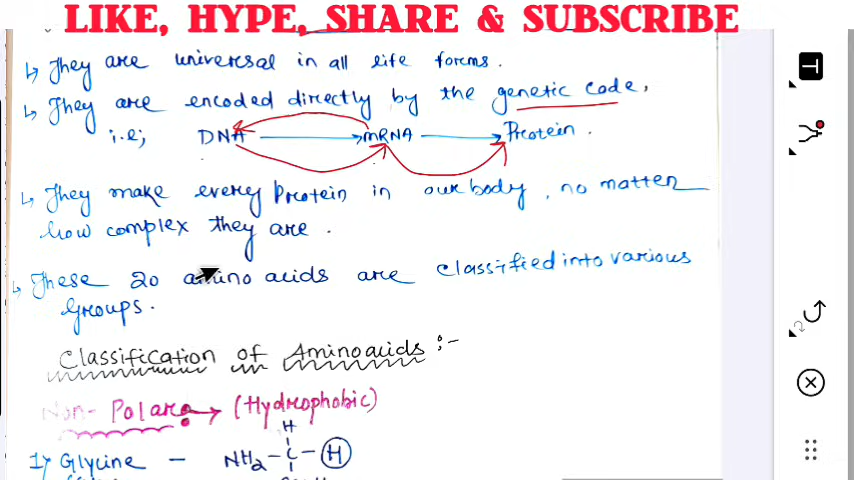 LIKE, HYPE, SHARE & SUBSCRIBE
↳ They are universal in all life forms.
↳ They are encoded directly by the genetic code,
i.e; DNA → mRNA → Protein.
↳ They make every Protein in our body, no matter
how complex they are.
↳ These 20 amino acids are classified into various
groups.
Classification of Aminoacids :-
Non-Polar → (Hydrophobic)
H
1) Glycine - NH2-C-H